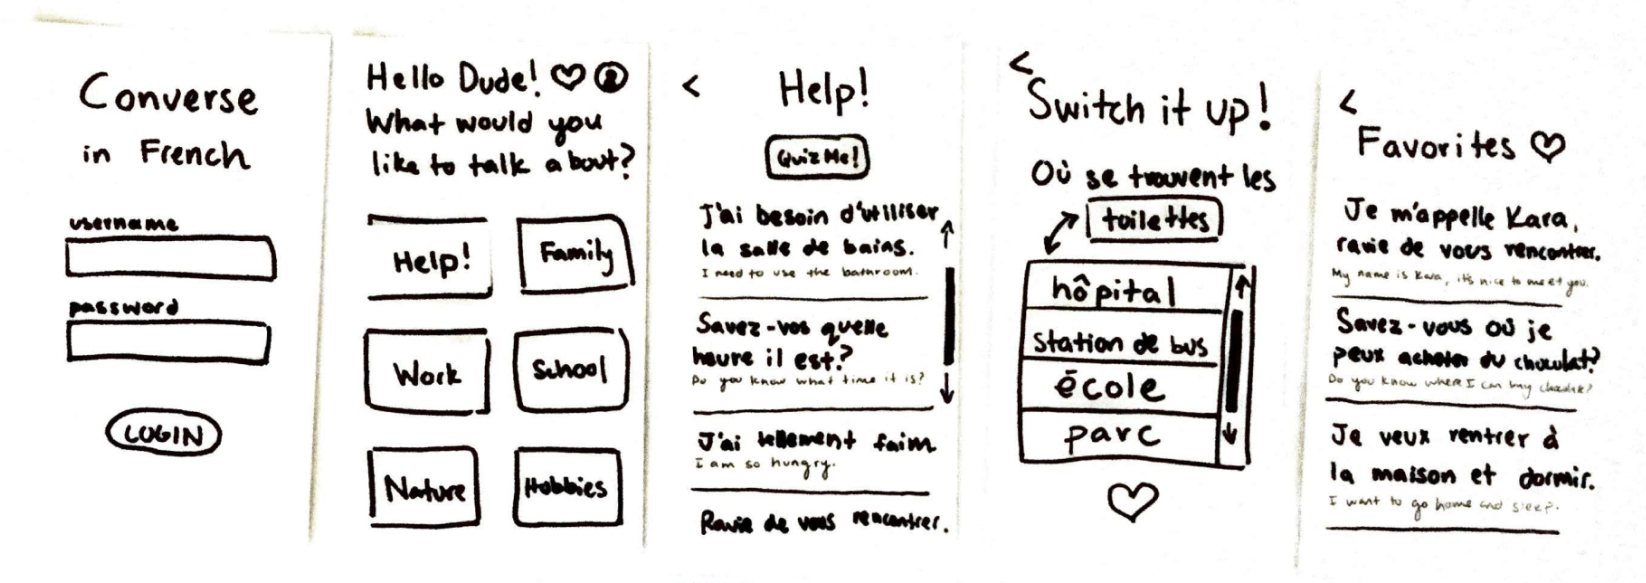 Converse
in French
username
password
LOGIN
Hello Dude!
What would you
like to talk about?
Help!
Family
Work
School
Nature
Hobbies
<
Help!
Quiz Me!
J'ai besoin d'utiliser
la salle de bains.
I need to use the bathroom.
Savez-vos quelle
heure il est?
Do you know what time it is?
J'ai tellement faim.
I am so hungry.
Ravie de vous rencontrer.
<
Switch it up!
Où se trouvent les
toilettes
hôpital
station de bus
école
parc
<
Favorites
Je m'appelle Kara,
ravie de vous rencontrer.
My name is Kara, it's nice to meet you.
Savez-vous où je
peux acheter du chocolat?
Do you know where I can buy chocolate?
Je veux rentrer à
la maison et dormir.
I want to go home and sleep.